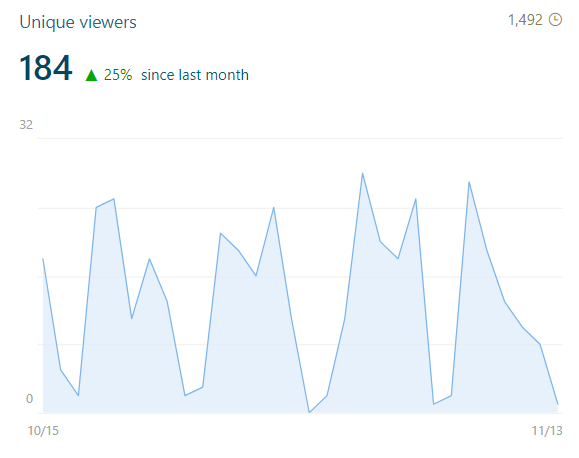 Unique viewers
1,492
184 ▲ 25% since last month
32
0
10/15 11/13